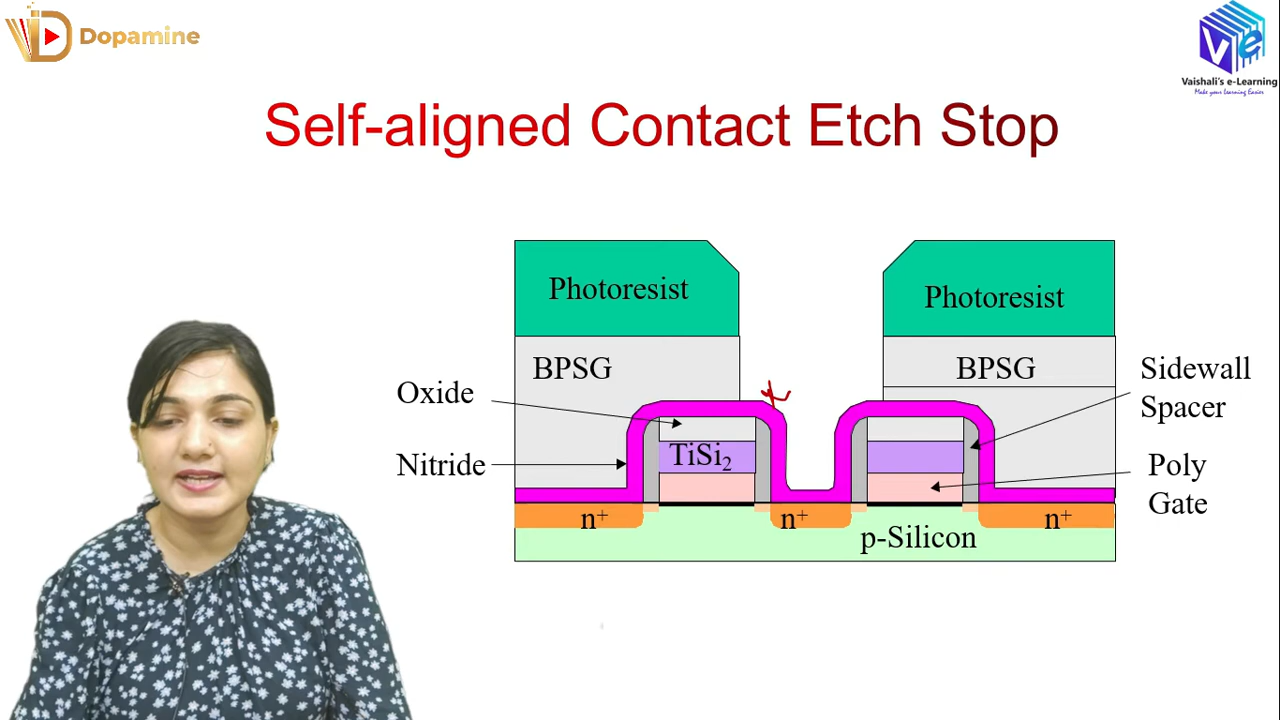 Dopamine
Ve
Vaishali's e-Learning
Make your Learning Easier
Self-aligned Contact Etch Stop
Photoresist
Photoresist
BPSG
BPSG
Sidewall
Spacer
Oxide
TiSi₂
Nitride
Poly
Gate
n⁺
n⁺
n⁺
p-Silicon